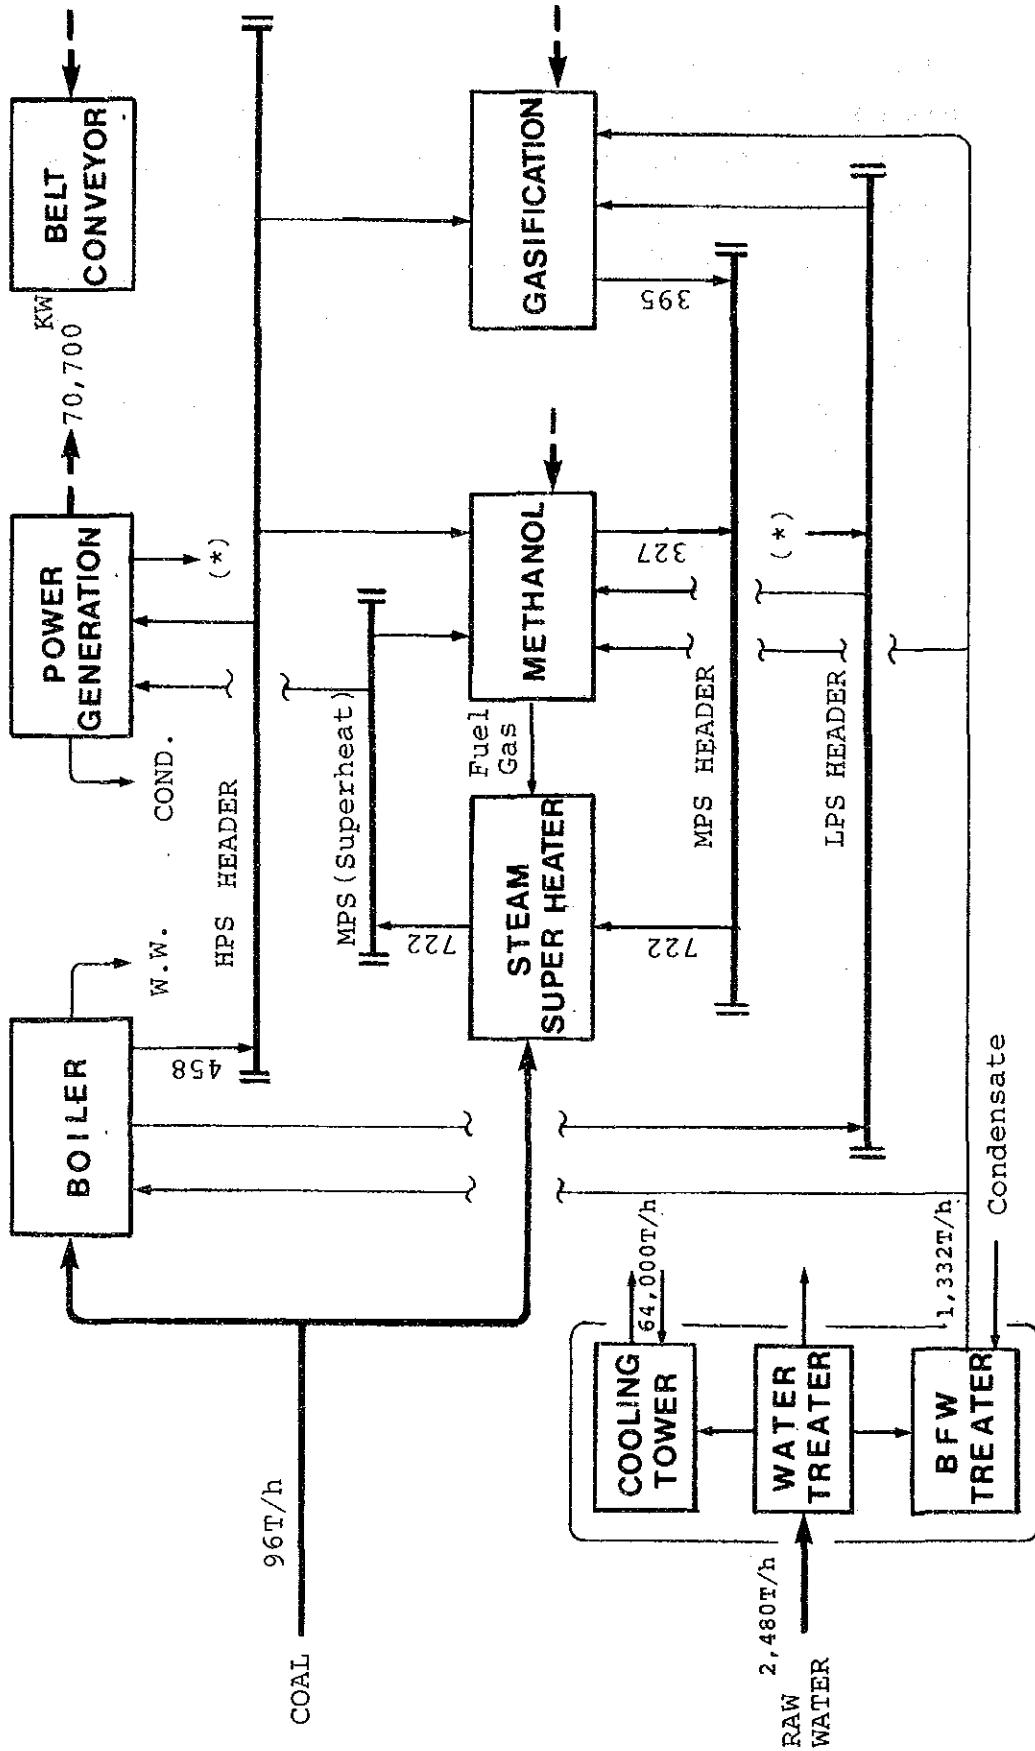 BELT
CONVEYOR
70,700
KW
POWER
GENERATION
(*)
COND.
BOILER
W.W.
458
HPS HEADER
MPS (Superheat)
GASIFICATION
395
METHANOL
327
Fuel
Gas
STEAM
SUPER HEATER
722
722
MPS HEADER
(*)
LPS HEADER
COAL
96T/h
COOLING
TOWER
64,000T/h
WATER
TREATER
RAW
WATER
2,480T/h
BFW
TREATER
1,332T/h
Condensate